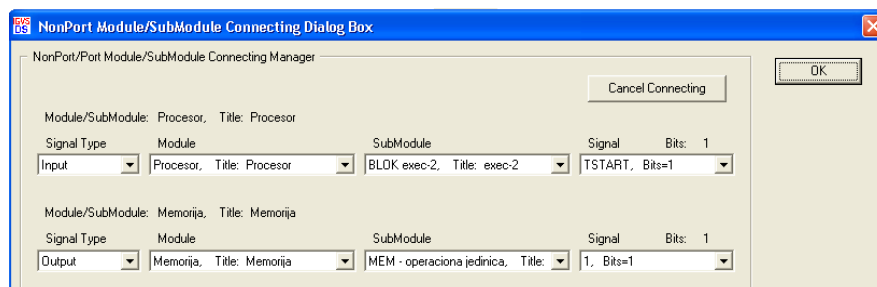 IGVS DS NonPort Module/SubModule Connecting Dialog Box
NonPort/Port Module/SubModule Connecting Manager
OK
Cancel Connecting
Module/SubModule: Procesor, Title: Procesor
Signal Type Module SubModule Signal Bits: 1
Input Procesor, Title: Procesor BLOK exec-2, Title: exec-2 TSTART, Bits=1
Module/SubModule: Memorija, Title: Memorija
Signal Type Module SubModule Signal Bits: 1
Output Memorija, Title: Memorija MEM - operaciona jedinica, Title: 1, Bits=1